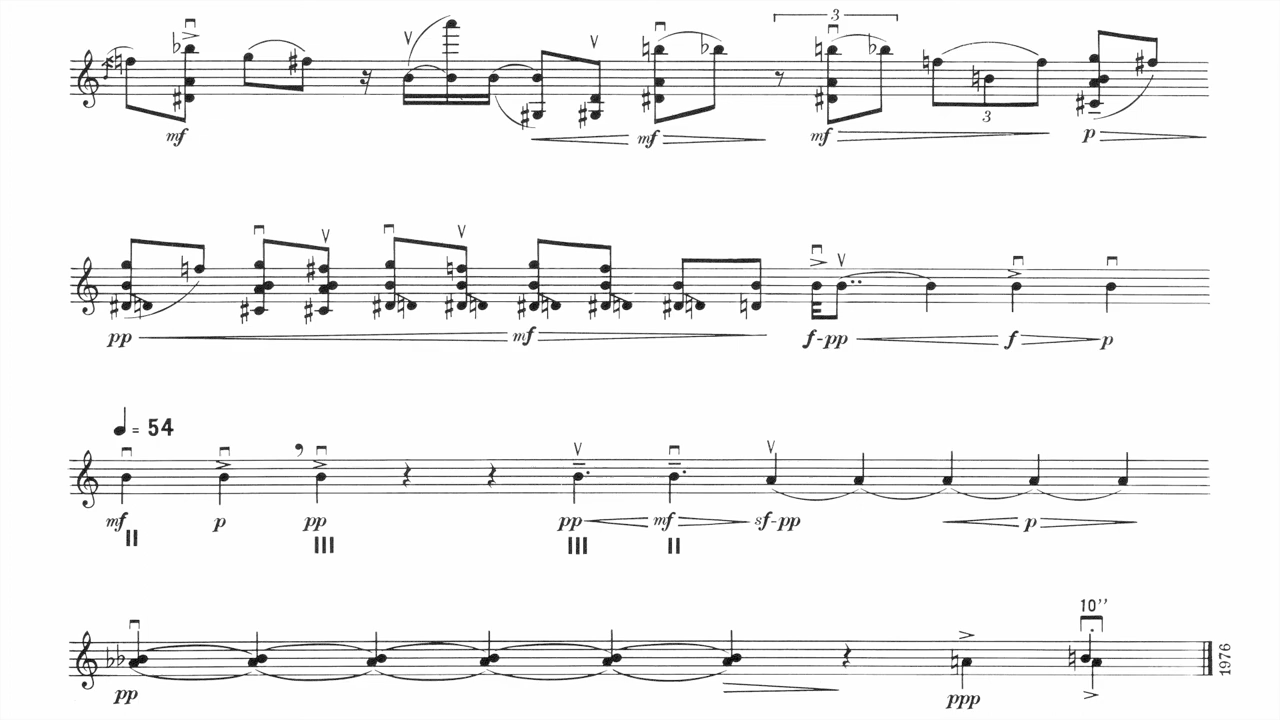 3
mf mf mf 3 p
pp mf f-pp f p
= 54
mf p pp pp mf sf-pp p
II III III II
10’’
pp ppp
1976